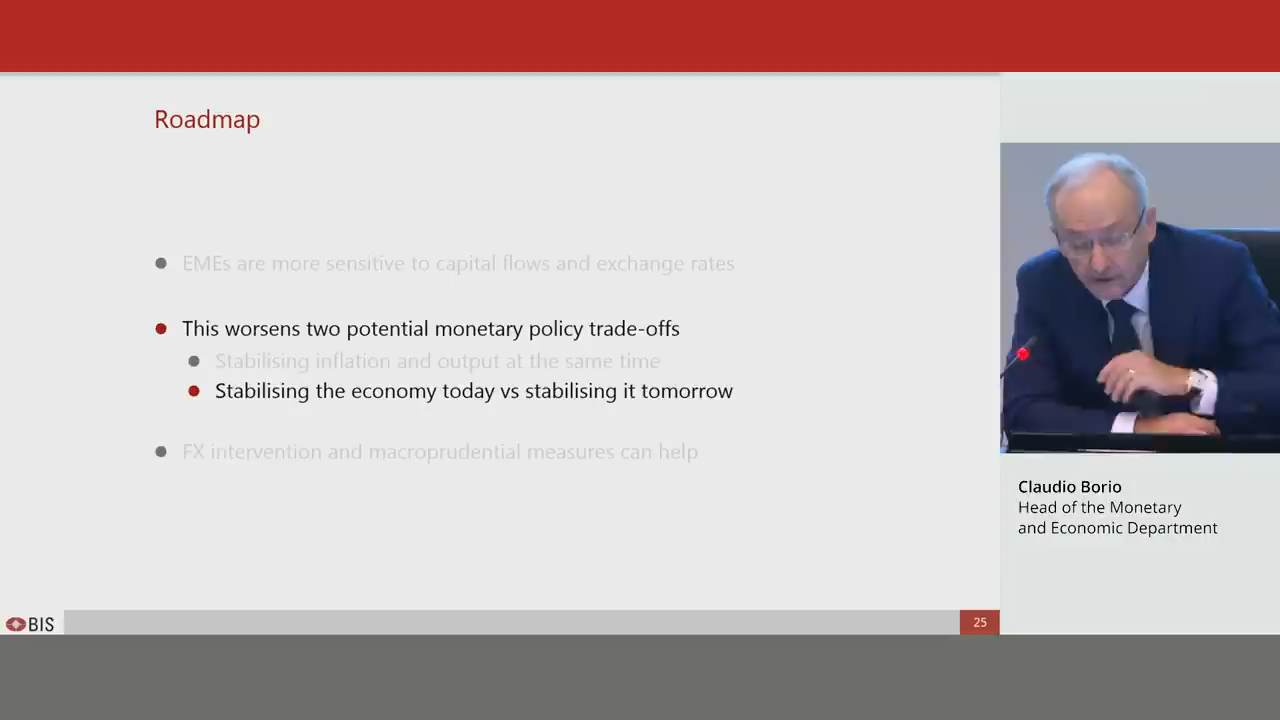 Roadmap
EMEs are more sensitive to capital flows and exchange rates
This worsens two potential monetary policy trade-offs
Stabilising inflation and output at the same time
Stabilising the economy today vs stabilising it tomorrow
FX intervention and macroprudential measures can help
Claudio Borio
Head of the Monetary
and Economic Department
BIS
25